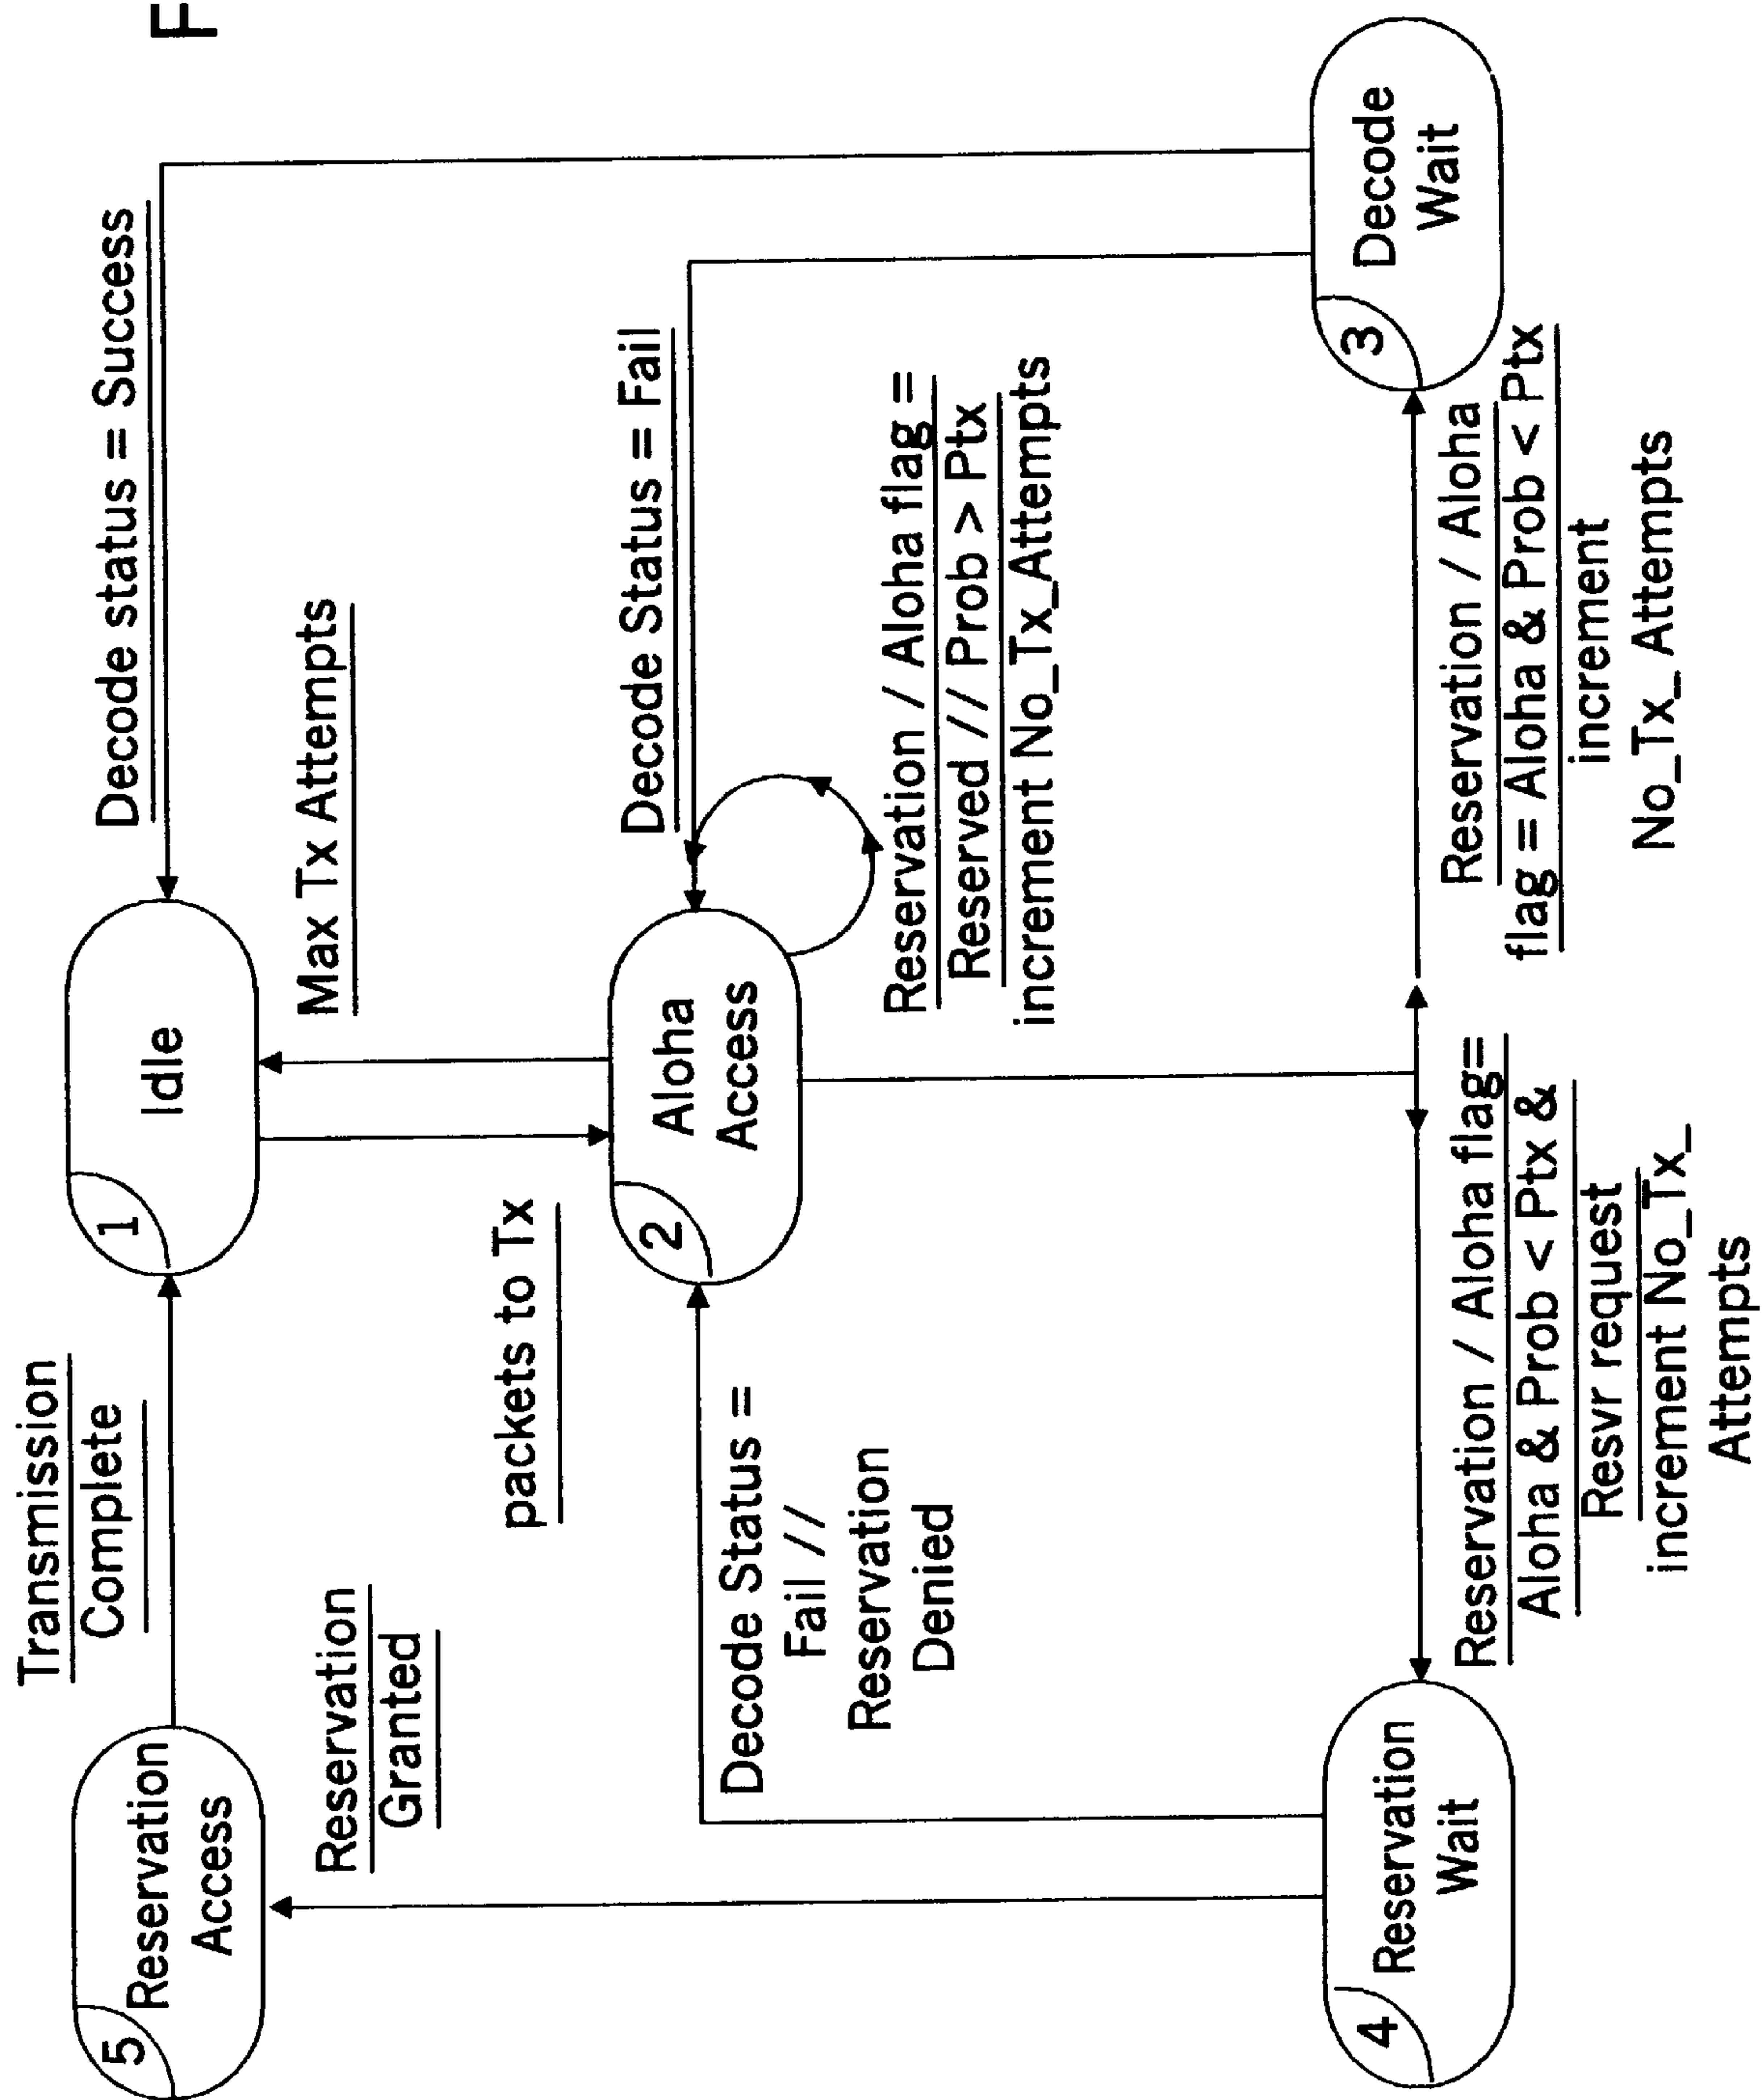 F
Transmission
Complete
Decode status = Success
5
Reservation
Access
1
Idle
Max Tx Attempts
Reservation
Granted
packets to Tx
Decode Status = Fail
2
Aloha
Access
Decode Status =
Fail //
Reservation
Denied
Reservation / Aloha flag =
Reserved // Prob > Ptx
increment No_Tx_Attempts
4
Reservation
Wait
3
Decode
Wait
Reservation / Aloha flag=
Aloha & Prob < Ptx &
Resvr request
increment No_Tx_
Attempts
Reservation / Aloha
flag = Aloha & Prob < Ptx
increment
No_Tx_Attempts